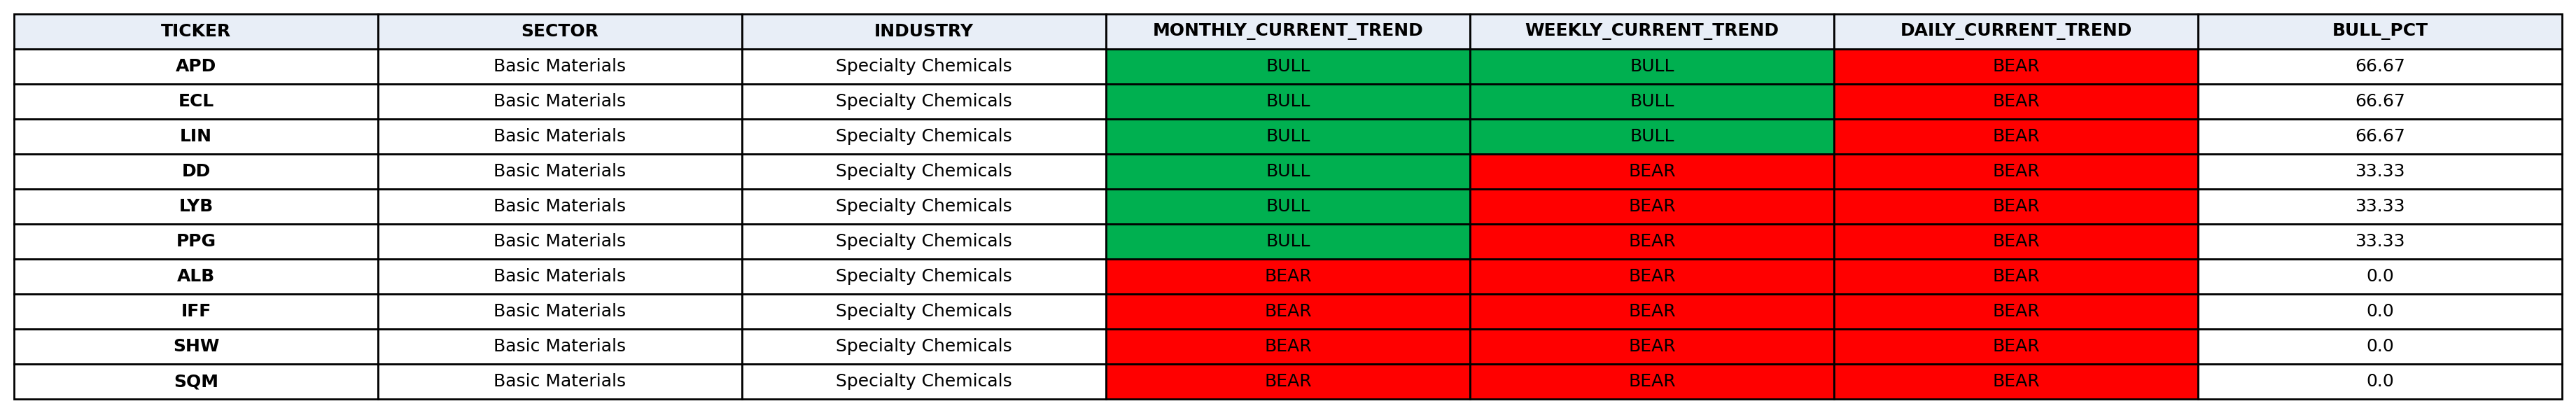 TICKER SECTOR INDUSTRY MONTHLY_CURRENT_TREND WEEKLY_CURRENT_TREND DAILY_CURRENT_TREND BULL_PCT
APD Basic Materials Specialty Chemicals BULL BULL BEAR 66.67
ECL Basic Materials Specialty Chemicals BULL BULL BEAR 66.67
LIN Basic Materials Specialty Chemicals BULL BULL BEAR 66.67
DD Basic Materials Specialty Chemicals BULL BEAR BEAR 33.33
LYB Basic Materials Specialty Chemicals BULL BEAR BEAR 33.33
PPG Basic Materials Specialty Chemicals BULL BEAR BEAR 33.33
ALB Basic Materials Specialty Chemicals BEAR BEAR BEAR 0.0
IFF Basic Materials Specialty Chemicals BEAR BEAR BEAR 0.0
SHW Basic Materials Specialty Chemicals BEAR BEAR BEAR 0.0
SQM Basic Materials Specialty Chemicals BEAR BEAR BEAR 0.0